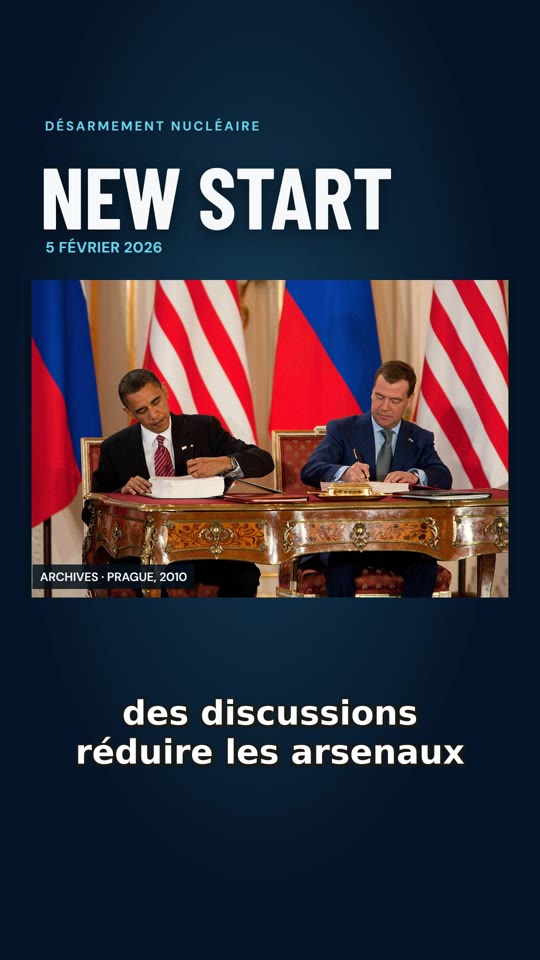 DÉSARMEMENT NUCLÉAIRE
NEW START
5 FÉVRIER 2026
ARCHIVES · PRAGUE, 2010
des discussions
réduire les arsenaux